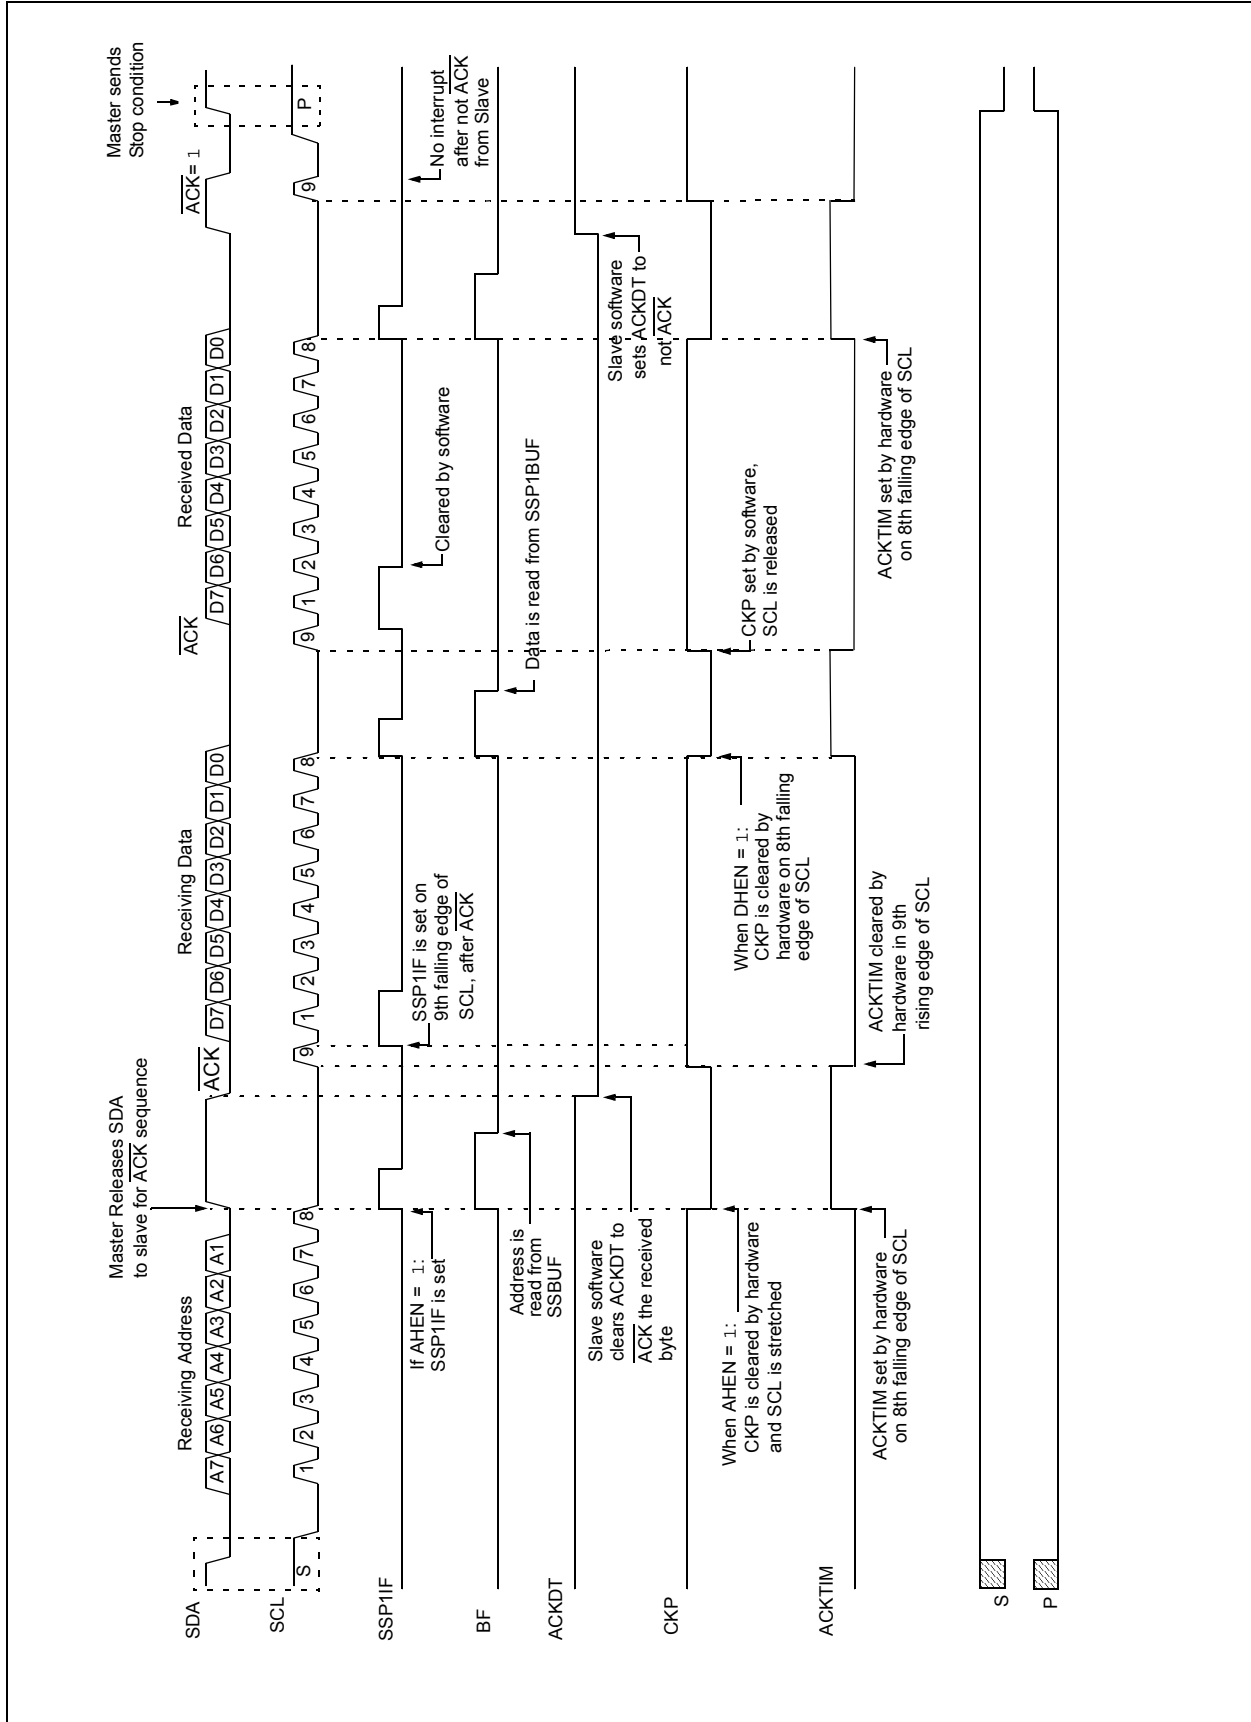 Master Releases SDA
to slave for ACK sequence
Master sends
Stop condition
Receiving Address
Receiving Data
Received Data
ACK
ACK
ACK= 1
SDA
A7 A6 A5 A4 A3 A2 A1
D7 D6 D5 D4 D3 D2 D1 D0
D7 D6 D5 D4 D3 D2 D1 D0
SCL
S
1 2 3 4 5 6 7 8 9
1 2 3 4 5 6 7 8 9
1 2 3 4 5 6 7 8 9
P
SSP1IF
If AHEN = 1:
SSP1IF is set
SSP1IF is set on
9th falling edge of
SCL, after ACK
Cleared by software
No interrupt
after not ACK
from Slave
BF
Address is
read from
SSBUF
Data is read from SSP1BUF
ACKDT
Slave software
clears ACKDT to
ACK the received
byte
Slave software
sets ACKDT to
not ACK
CKP
When AHEN = 1:
CKP is cleared by hardware
and SCL is stretched
When DHEN = 1:
CKP is cleared by
hardware on 8th falling
edge of SCL
CKP set by software,
SCL is released
ACKTIM
ACKTIM set by hardware
on 8th falling edge of SCL
ACKTIM cleared by
hardware in 9th
rising edge of SCL
ACKTIM set by hardware
on 8th falling edge of SCL
S
P